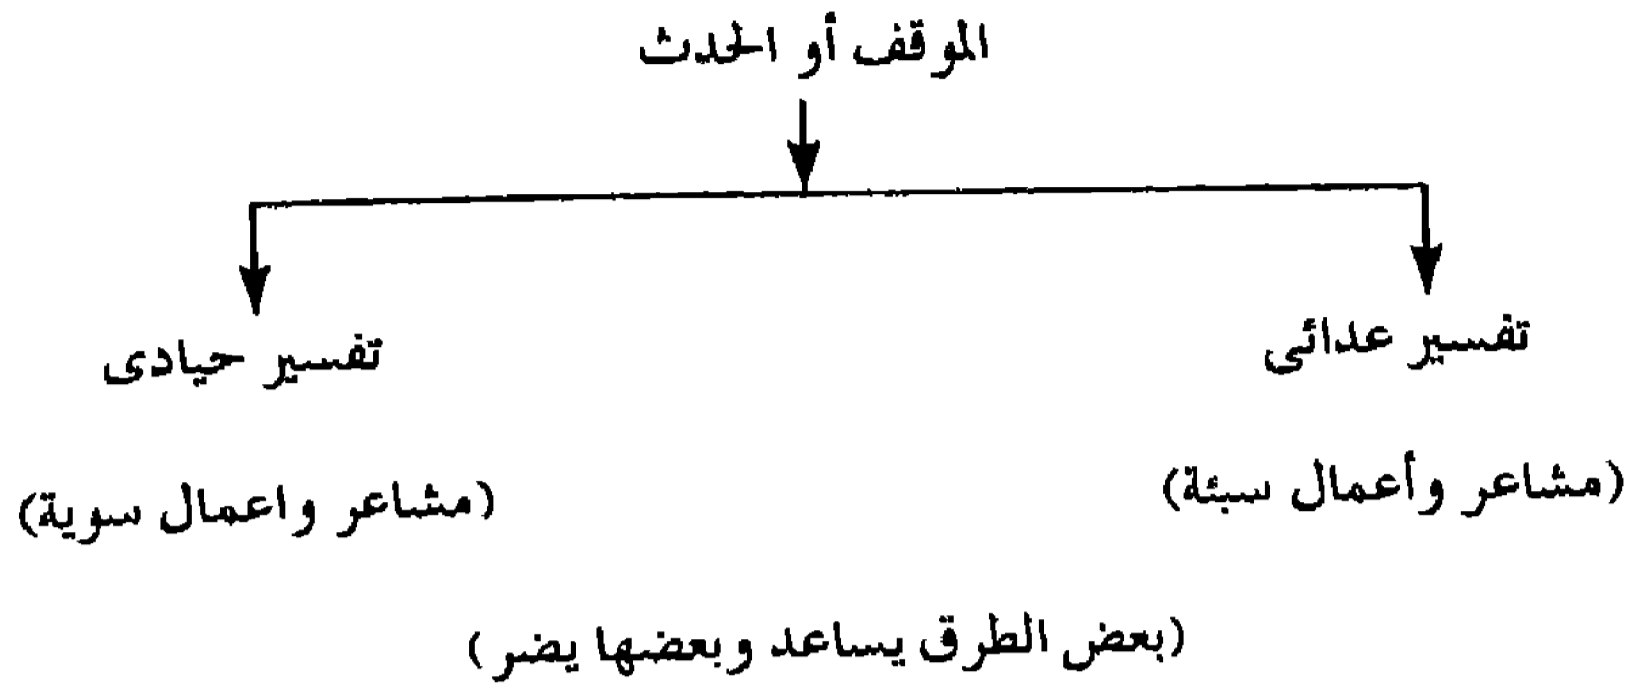 الموقف أو الحدث
تفسير عدائى
تفسير حيادى
(مشاعر وأعمال سيئة)
(مشاعر واعمال سوية)
(بعض الطرق يساعد وبعضها يضر)